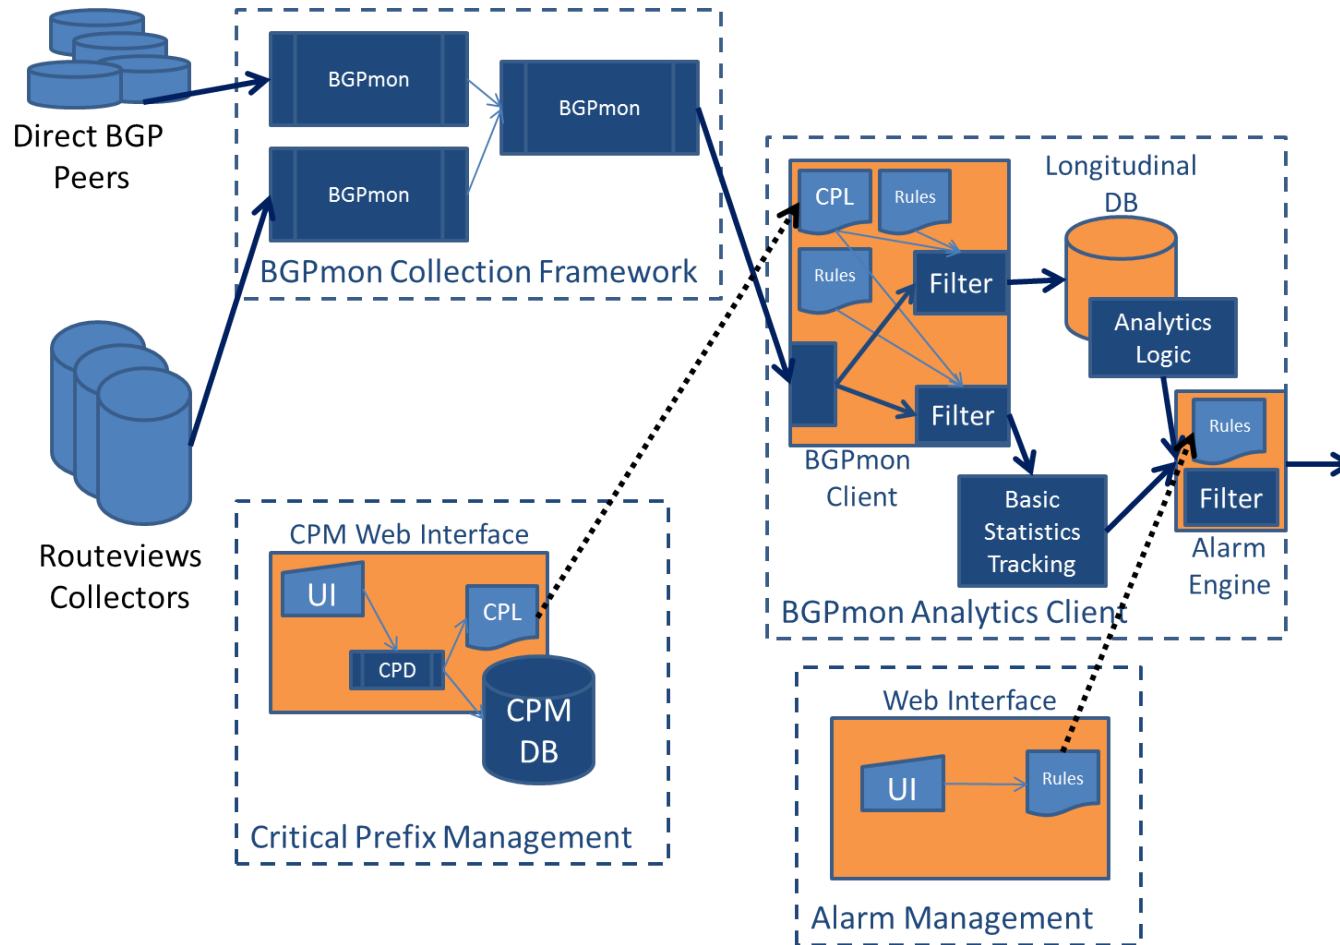 Direct BGP
Peers
BGPmon
BGPmon
BGPmon
BGPmon Collection Framework
Routeviews
Collectors
CPL
Rules
Rules
Filter
Filter
BGPmon
Client
Longitudinal
DB
Analytics
Logic
Rules
Filter
Alarm
Engine
Basic
Statistics
Tracking
BGPmon Analytics Client
CPM Web Interface
UI
CPL
CPD
CPM
DB
Critical Prefix Management
Web Interface
UI
Rules
Alarm Management